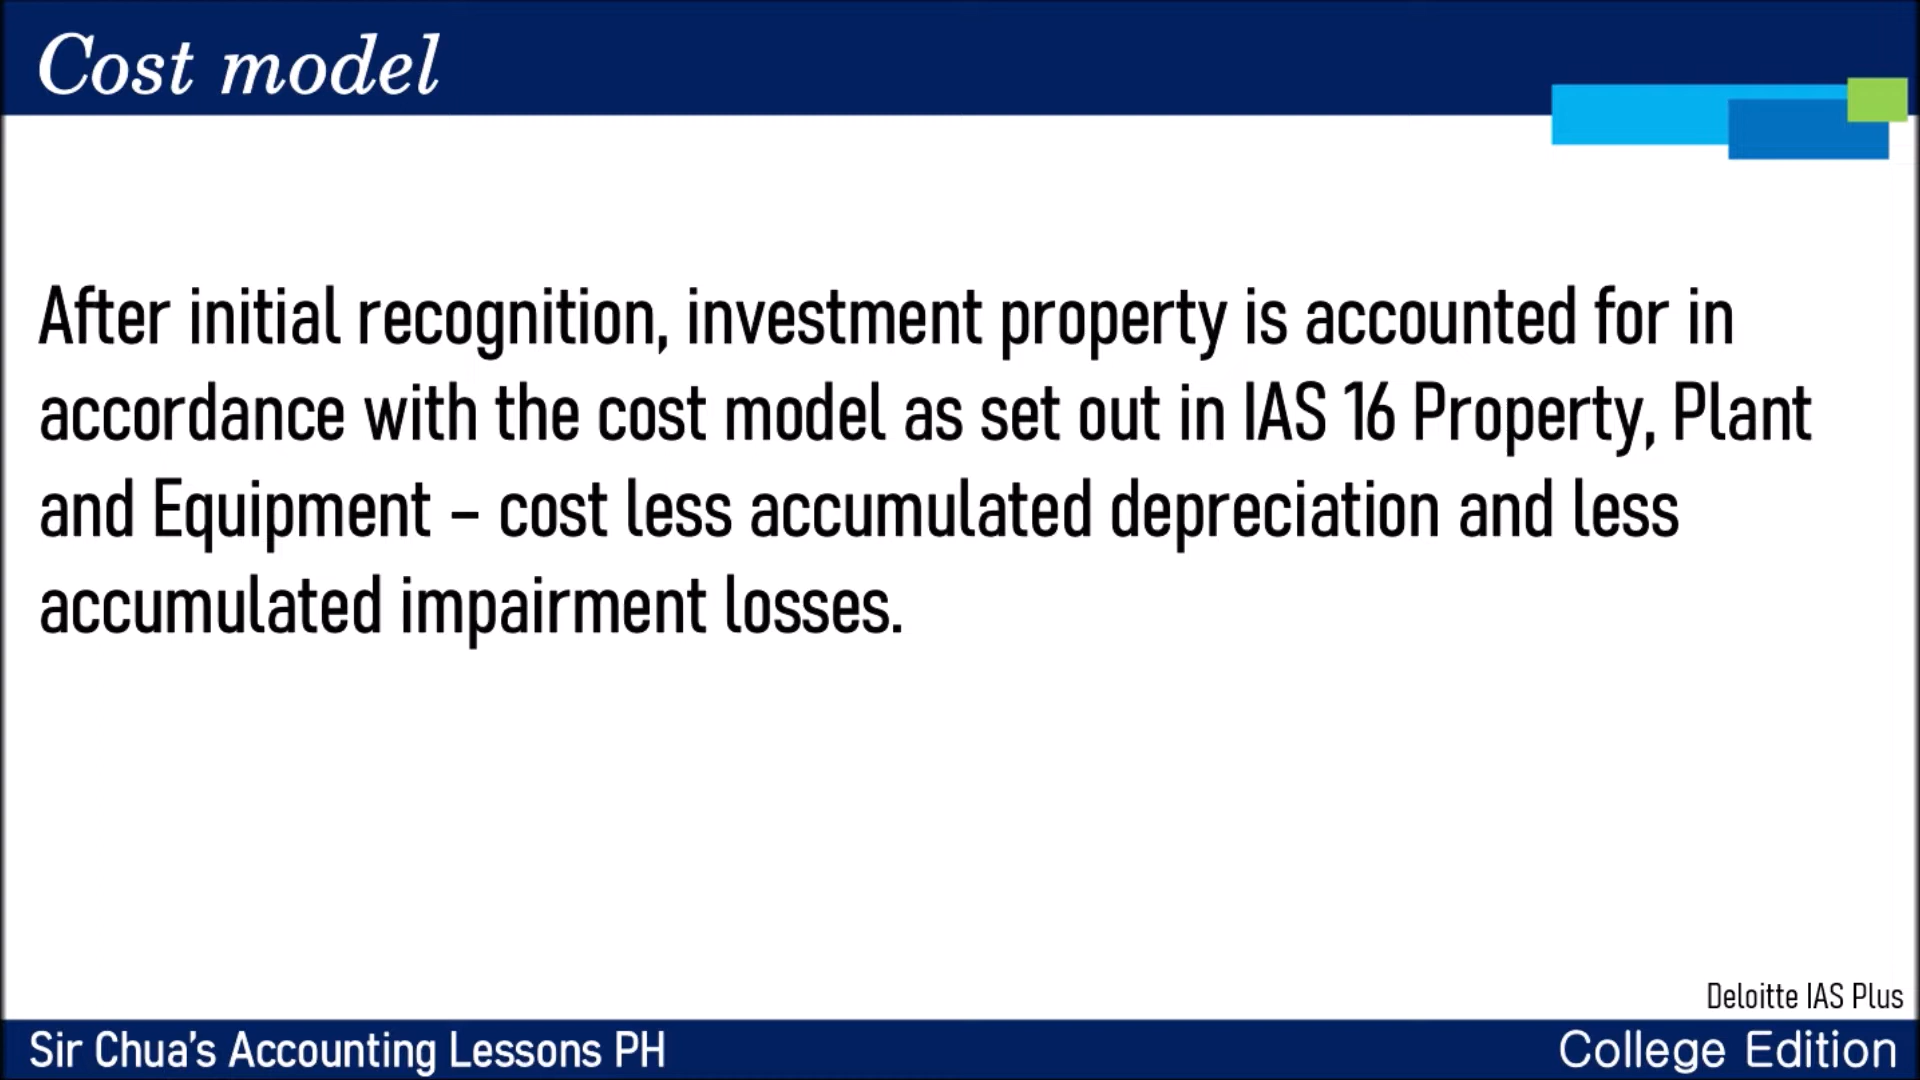 Cost model
After initial recognition, investment property is accounted for in
accordance with the cost model as set out in IAS 16 Property, Plant
and Equipment – cost less accumulated depreciation and less
accumulated impairment losses.
Deloitte IAS Plus
Sir Chua's Accounting Lessons PH
College Edition